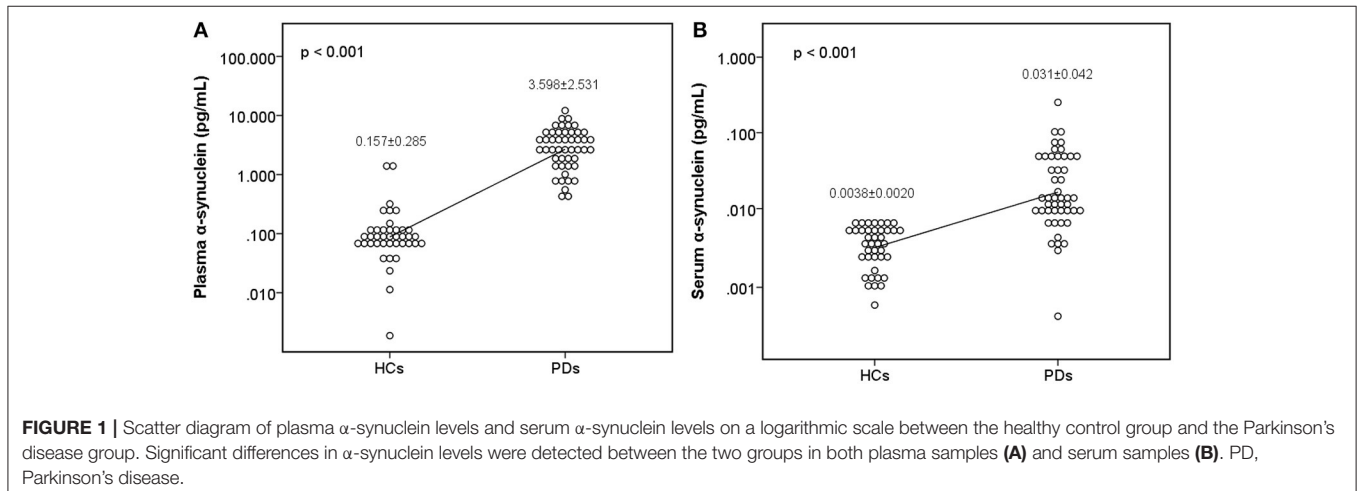 A
p < 0.001
Plasma α-synuclein (pg/mL)
100.000
10.000
1.000
.100
.010
0.157±0.285
3.598±2.531
HCs
PDs
B
p < 0.001
Serum α-synuclein (pg/mL)
1.000
.100
.010
.001
0.0038±0.0020
0.031±0.042
HCs
PDs
FIGURE 1 | Scatter diagram of plasma α-synuclein levels and serum α-synuclein levels on a logarithmic scale between the healthy control group and the Parkinson's
disease group. Significant differences in α-synuclein levels were detected between the two groups in both plasma samples (A) and serum samples (B). PD,
Parkinson's disease.